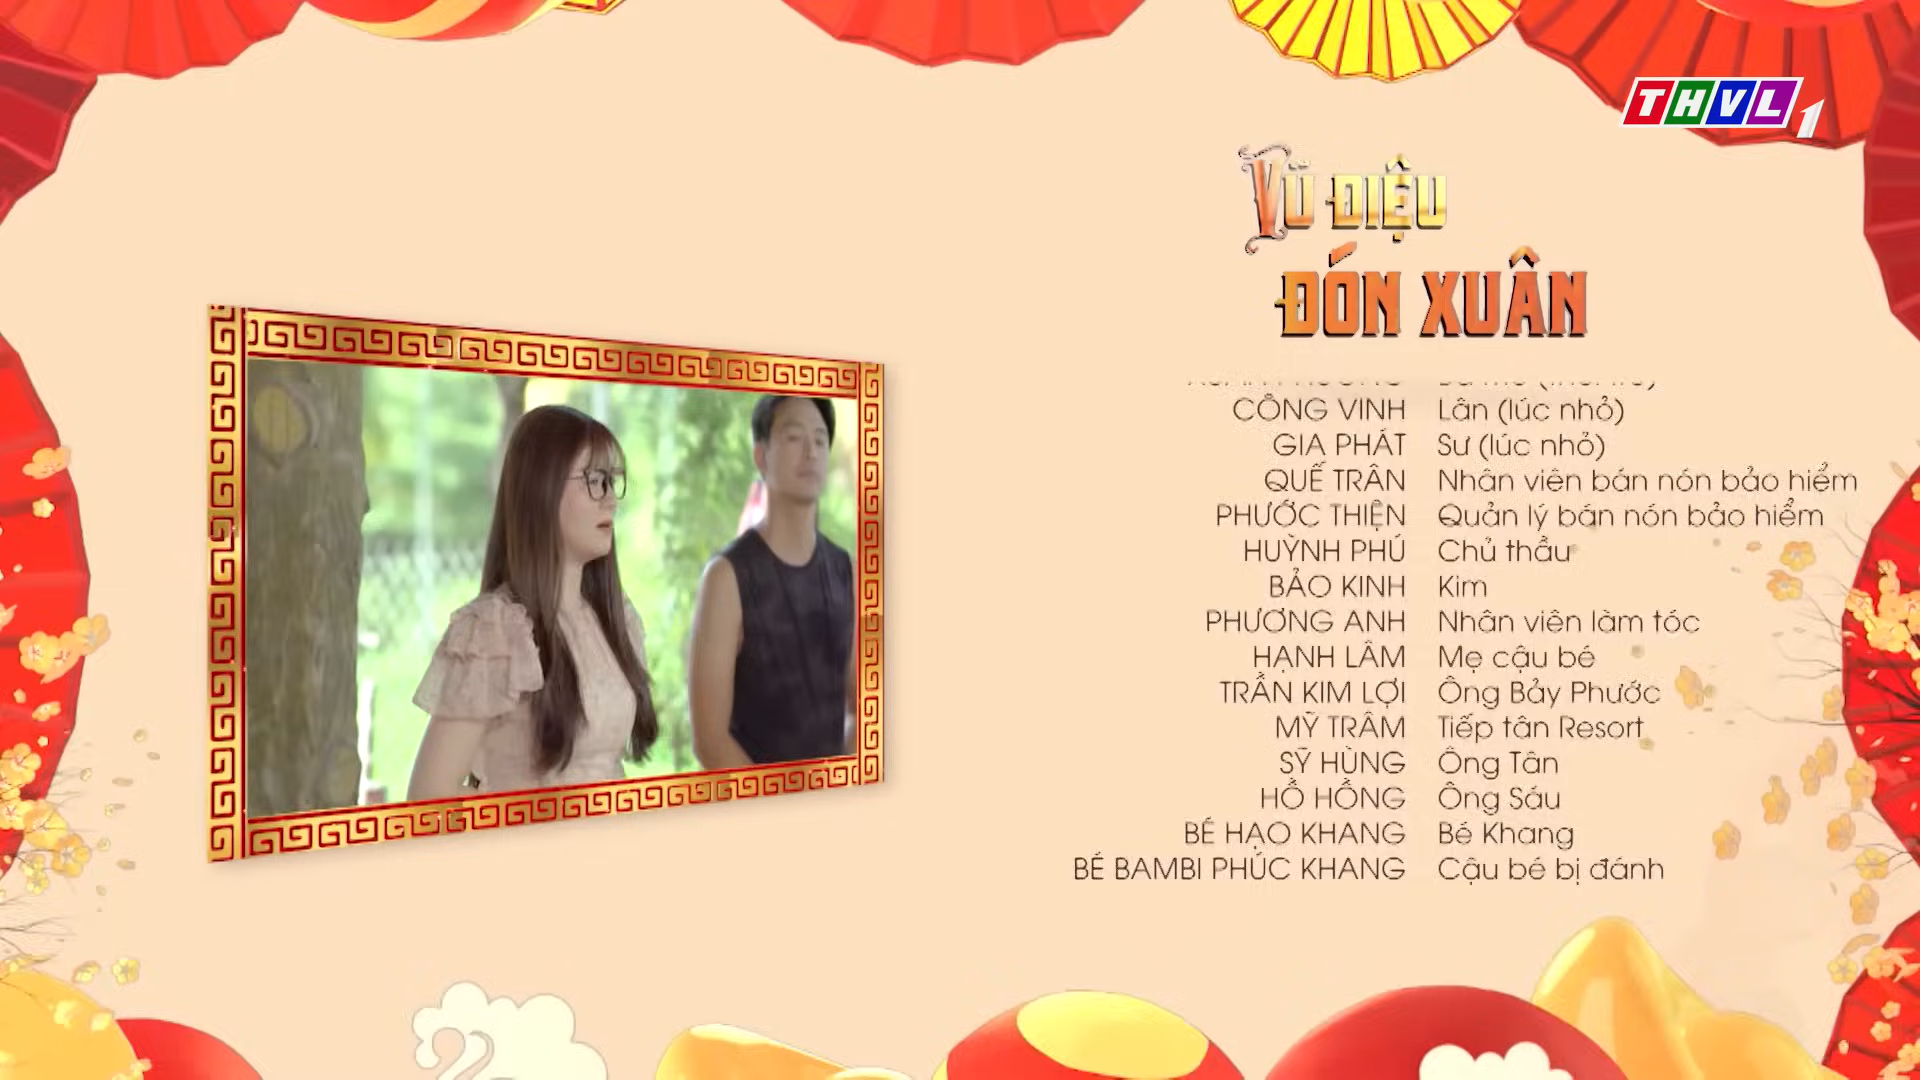 THVL1
VŨ ĐIỆU
ĐÓN XUÂN
CÔNG VINH Lân (lúc nhỏ)
GIA PHÁT Sư (lúc nhỏ)
QUẾ TRÂN Nhân viên bán nón bảo hiểm
PHƯỚC THIỆN Quản lý bán nón bảo hiểm
HUỲNH PHÚ Chủ thầu
BẢO KINH Kim
PHƯƠNG ANH Nhân viên làm tóc
HẠNH LÂM Mẹ cậu bé
TRẦN KIM LỢI Ông Bảy Phước
MỸ TRÂM Tiếp tân Resort
SỸ HÙNG Ông Tân
HỒ HỒNG Ông Sáu
BÉ HẠO KHANG Bé Khang
BÉ BAMBI PHÚC KHANG Cậu bé bị đánh